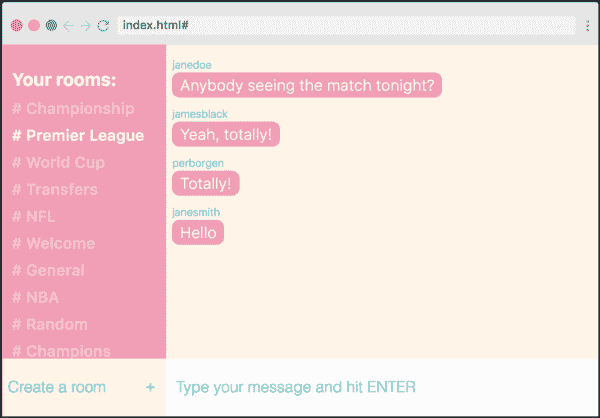 index.html#
Your rooms:
# Championship
# Premier League
# World Cup
# Transfers
# NFL
# Welcome
# General
# NBA
# Random
# Champions
Create a room +
janedoe
Anybody seeing the match tonight?
jamesblack
Yeah, totally!
perborgen
Totally!
janesmith
Hello
Type your message and hit ENTER